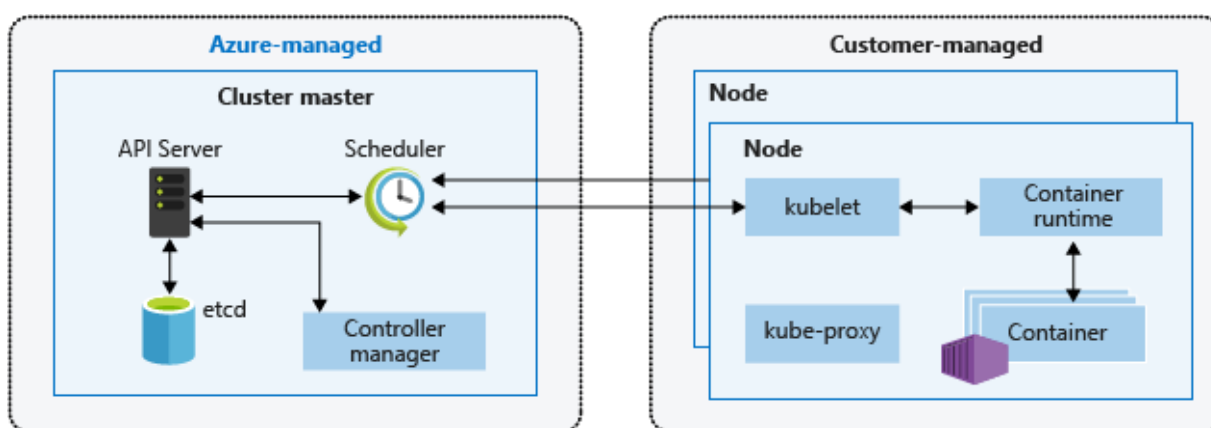 Azure-managed
Cluster master
API Server
Scheduler
etcd
Controller
manager
Customer-managed
Node
Node
kubelet
Container
runtime
kube-proxy
Container